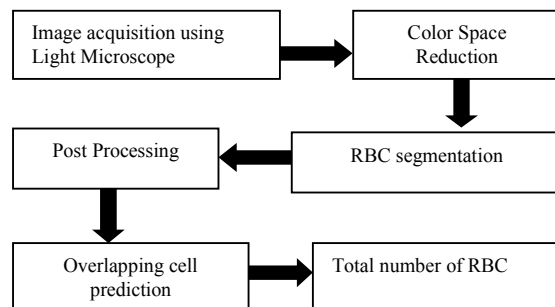 Image acquisition using
Light Microscope
Color Space
Reduction
RBC segmentation
Post Processing
Overlapping cell
prediction
Total number of RBC